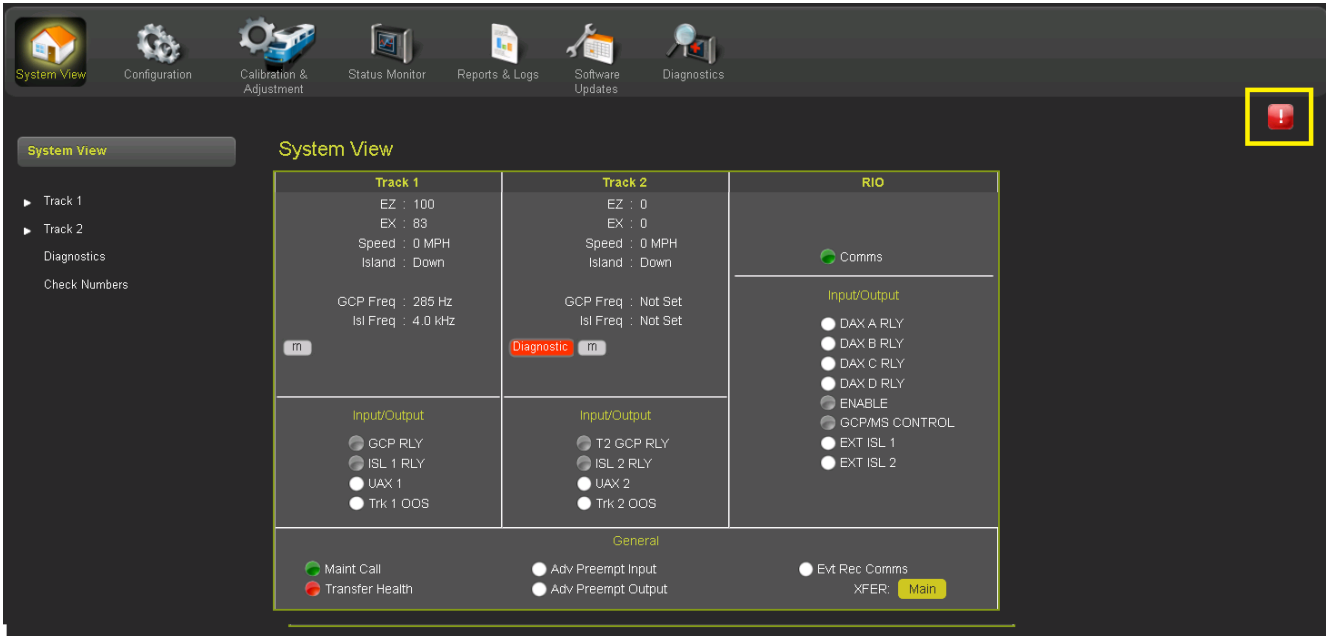 System View
Configuration
Calibration &
Adjustment
Status Monitor
Reports & Logs
Software
Updates
Diagnostics
!
System View
Track 1
Track 2
Diagnostics
Check Numbers
System View
Track 1
EZ : 100
EX : 83
Speed : 0 MPH
Island : Down
GCP Freq : 285 Hz
Isl Freq : 4.0 kHz
m
Input/Output
GCP RLY
ISL 1 RLY
UAX 1
Trk 1 OOS
Track 2
EZ : 0
EX : 0
Speed : 0 MPH
Island : Down
GCP Freq : Not Set
Isl Freq : Not Set
Diagnostic m
Input/Output
T2 GCP RLY
ISL 2 RLY
UAX 2
Trk 2 OOS
RIO
Comms
Input/Output
DAX A RLY
DAX B RLY
DAX C RLY
DAX D RLY
ENABLE
GCP/MS CONTROL
EXT ISL 1
EXT ISL 2
General
Maint Call
Transfer Health
Adv Preempt Input
Adv Preempt Output
Evt Rec Comms
XFER: Main